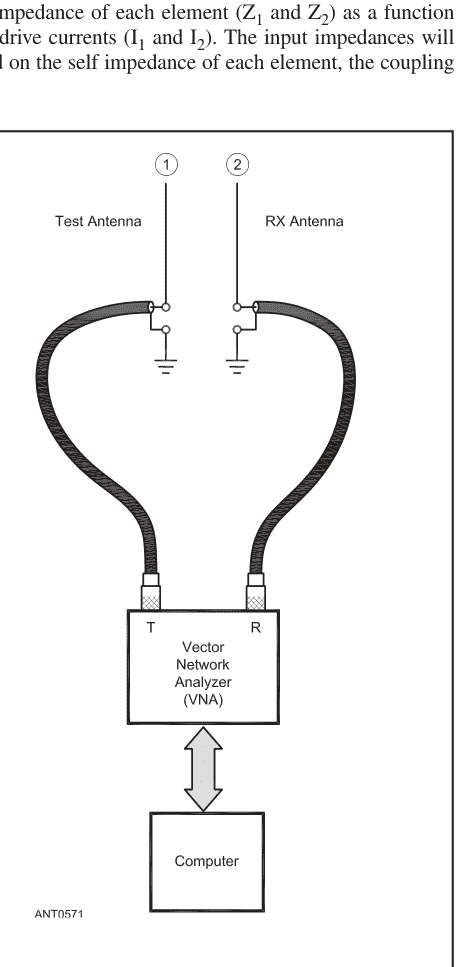 mpedance of each element (Z1 and Z2) as a function
drive currents (I1 and I2). The input impedances will
on the self impedance of each element, the coupling
1 2
Test Antenna RX Antenna
T R
Vector
Network
Analyzer
(VNA)
Computer
ANT0571